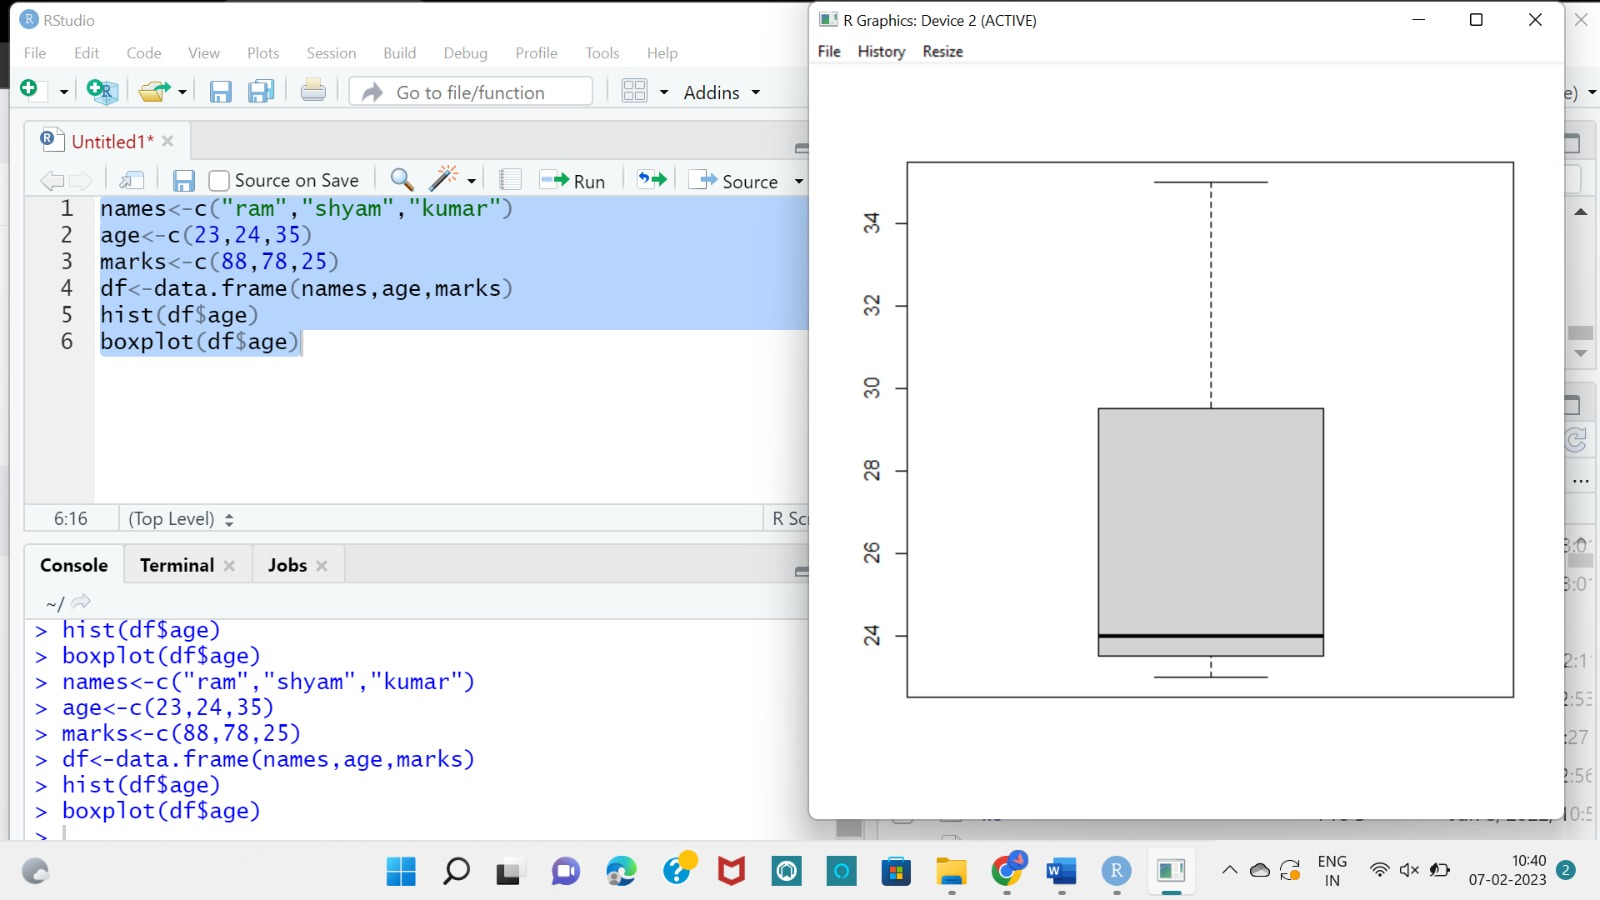 RStudio
File Edit Code View Plots Session Build Debug Profile Tools Help
Go to file/function
Addins
Untitled1*
Source on Save
Run
Source
1 names<-c("ram","shyam","kumar")
2 age<-c(23,24,35)
3 marks<-c(88,78,25)
4 df<-data.frame(names,age,marks)
5 hist(df$age)
6 boxplot(df$age)
6:16 (Top Level)
Console Terminal Jobs
~/
> hist(df$age)
> boxplot(df$age)
> names<-c("ram","shyam","kumar")
> age<-c(23,24,35)
> marks<-c(88,78,25)
> df<-data.frame(names,age,marks)
> hist(df$age)
> boxplot(df$age)
>
R Graphics: Device 2 (ACTIVE)
File History Resize
34
32
30
28
26
24
ENG
IN
10:40
07-02-2023
2